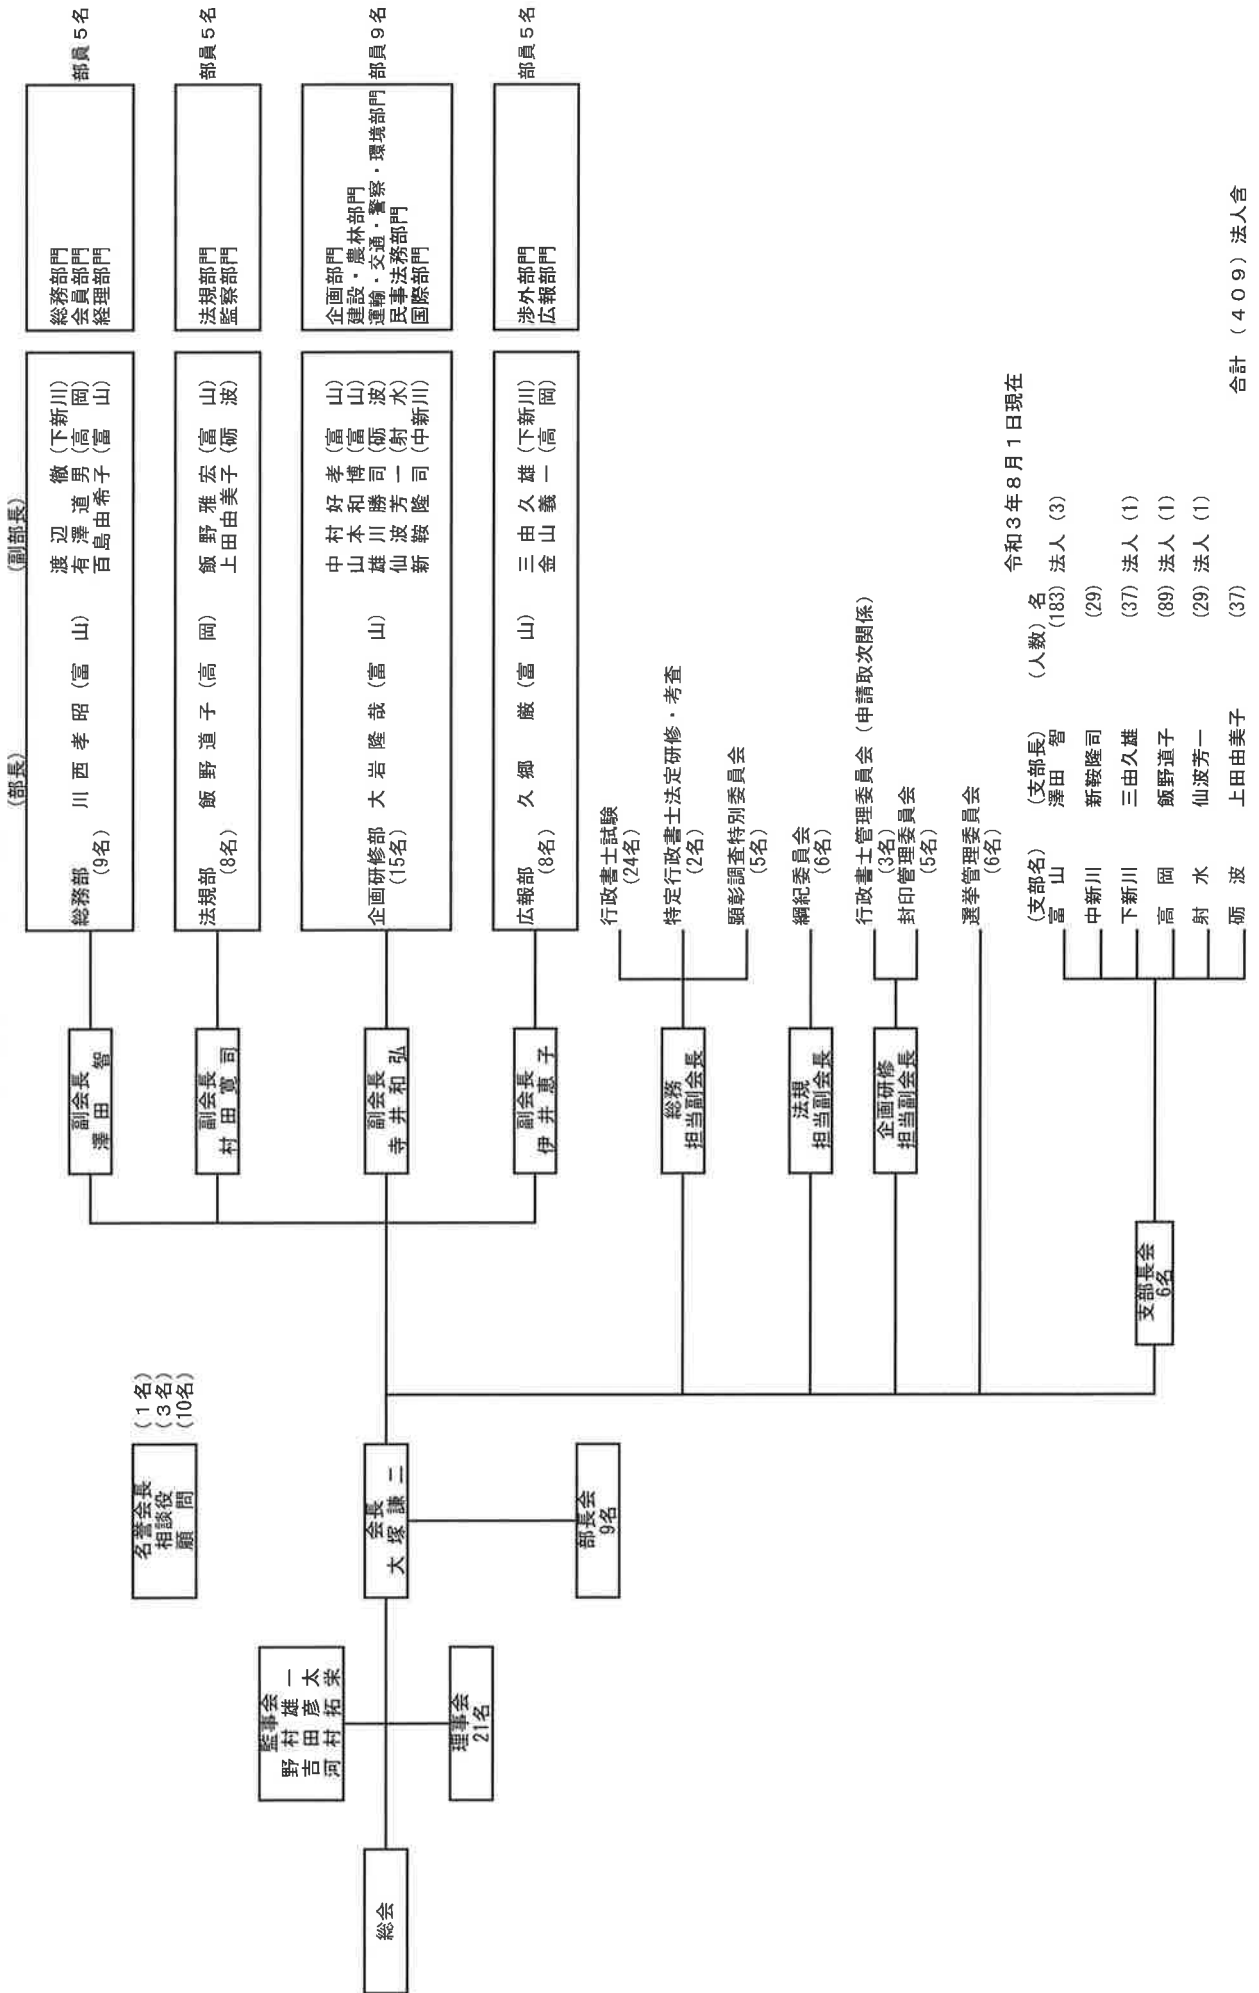 総会
監事会
野村雄一
吉田彦太
河村拓栄
理事会
21名
名誉会長 (1名)
相談役 (3名)
顧問 (10名)
会長
大塚謙二
部長会
9名
副会長
澤田 智
副会長
村田寛司
副会長
寺井和弘
副会長
伊井恵子
(部長) (副部長)
総務部 川西孝昭 (富 山) 渡辺 徹 (下新川)
(9名) 有澤道男 (高 岡)
百島由希子 (富 山)
総務部門
会員部門
経理部門
部員5名
法規部 飯野道子 (高 岡) 飯野雅宏 (富 山)
(8名) 上田由美子 (砺 波)
法規部門
監察部門
部員5名
企画研修部 大岩隆哉 (富 山) 中村好孝 (富 山)
(15名) 山本和博 (富 山)
雄川勝司 (砺 波)
仙波芳一 (射 水)
新鞍隆司 (中新川)
企画部門
建設・農林部門
運輸・交通・警察・環境部門
民事法務部門
国際部門
部員9名
広報部 久郷 厳 (富 山) 三由久雄 (下新川)
(8名) 金山義一 (高 岡)
渉外部門
広報部門
部員5名
総務
担当副会長
行政書士試験
(24名)
特定行政書士法定研修・考査
(2名)
顕彰調査特別委員会
(5名)
法規
担当副会長
綱紀委員会
(6名)
企画研修
担当副会長
行政書士管理委員会 (申請取次関係)
(3名)
封印管理委員会
(5名)
選挙管理委員会
(6名)
支部長会
6名
令和3年8月1日現在
(支部名) (支部長) (人数) 名
富 山 澤田 智 (183) 法人 (3)
中新川 新鞍隆司 (29)
下新川 三由久雄 (37) 法人 (1)
高 岡 飯野道子 (89) 法人 (1)
射 水 仙波芳一 (29) 法人 (1)
砺 波 上田由美子 (37)
合計 (409) 法人含